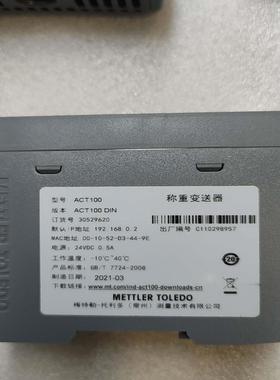 称重变送器
型号 ACT100
版本 ACT100 DIN
订货号 30529620
默认IP地址 192.168.0.2 出厂编号 C110298957
MAC地址 00-10-52-D3-44-9E
电源: 24VDC 0.5A
工作温度: -10℃~40℃
产品标准: GB/T 7724-2008
制造日期: 2021-03
下载链接: www.mt.com/ind-act100-downloads-cn
METTLER TOLEDO
梅特勒-托利多（常州）测量技术有限公司
20
METTLER TOLEDO